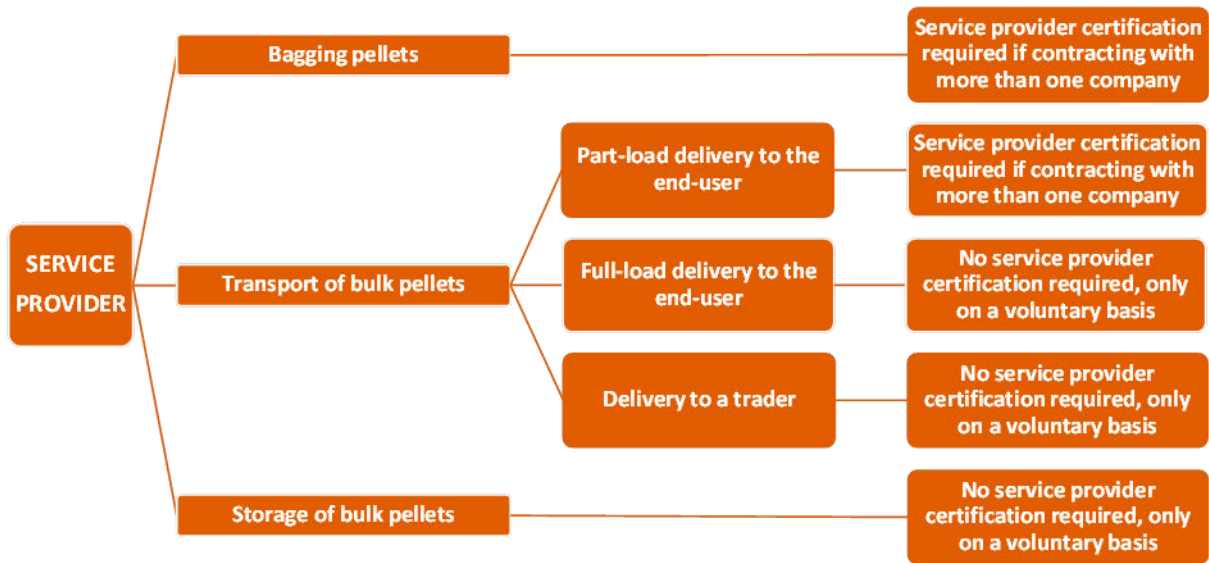 SERVICE
PROVIDER
Bagging pellets
Service provider certification
required if contracting with
more than one company
Transport of bulk pellets
Part-load delivery to the
end-user
Service provider certification
required if contracting with
more than one company
Full-load delivery to the
end-user
No service provider
certification required, only
on a voluntary basis
Delivery to a trader
No service provider
certification required, only
on a voluntary basis
Storage of bulk pellets
No service provider
certification required, only
on a voluntary basis